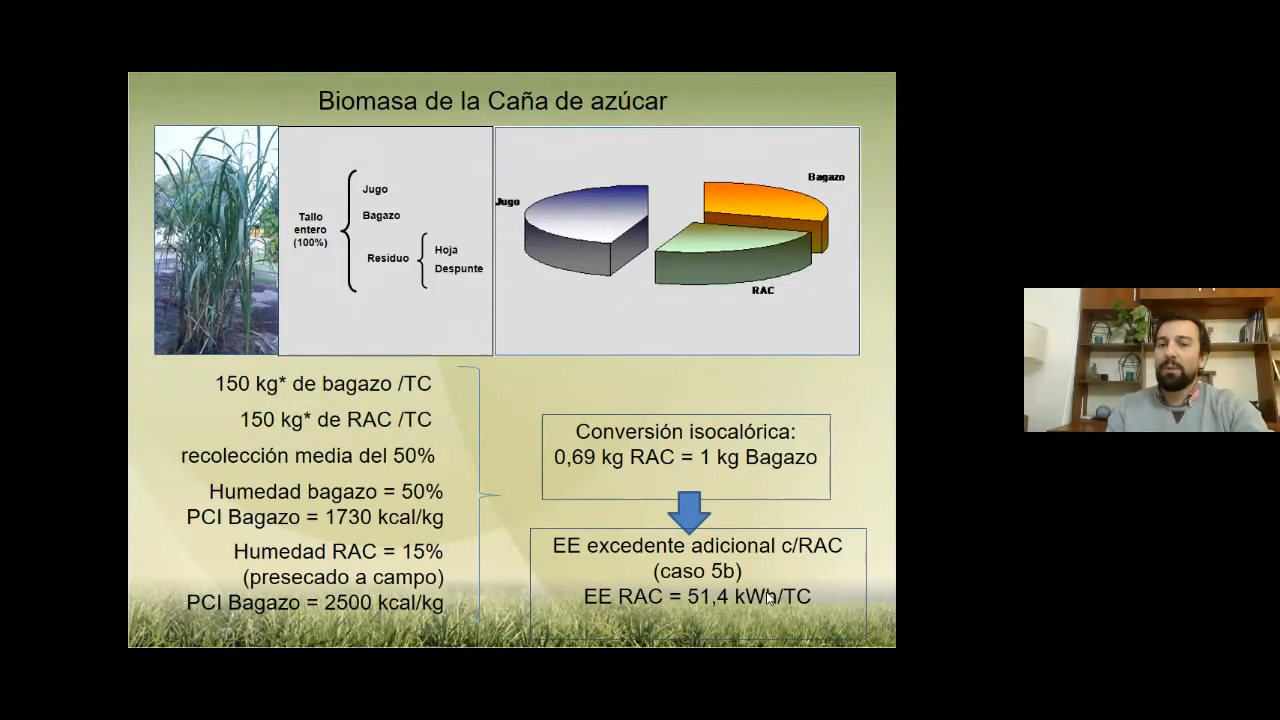 Biomasa de la Caña de azúcar
Tallo
entero
(100%)
Jugo
Bagazo
Residuo
Hoja
Despunte
Jugo
Bagazo
RAC
150 kg* de bagazo /TC
150 kg* de RAC /TC
recolección media del 50%
Humedad bagazo = 50%
PCI Bagazo = 1730 kcal/kg
Humedad RAC = 15%
(presecado a campo)
PCI Bagazo = 2500 kcal/kg
Conversión isocalórica:
0,69 kg RAC = 1 kg Bagazo
EE excedente adicional c/RAC
(caso 5b)
EE RAC = 51,4 kWh/TC